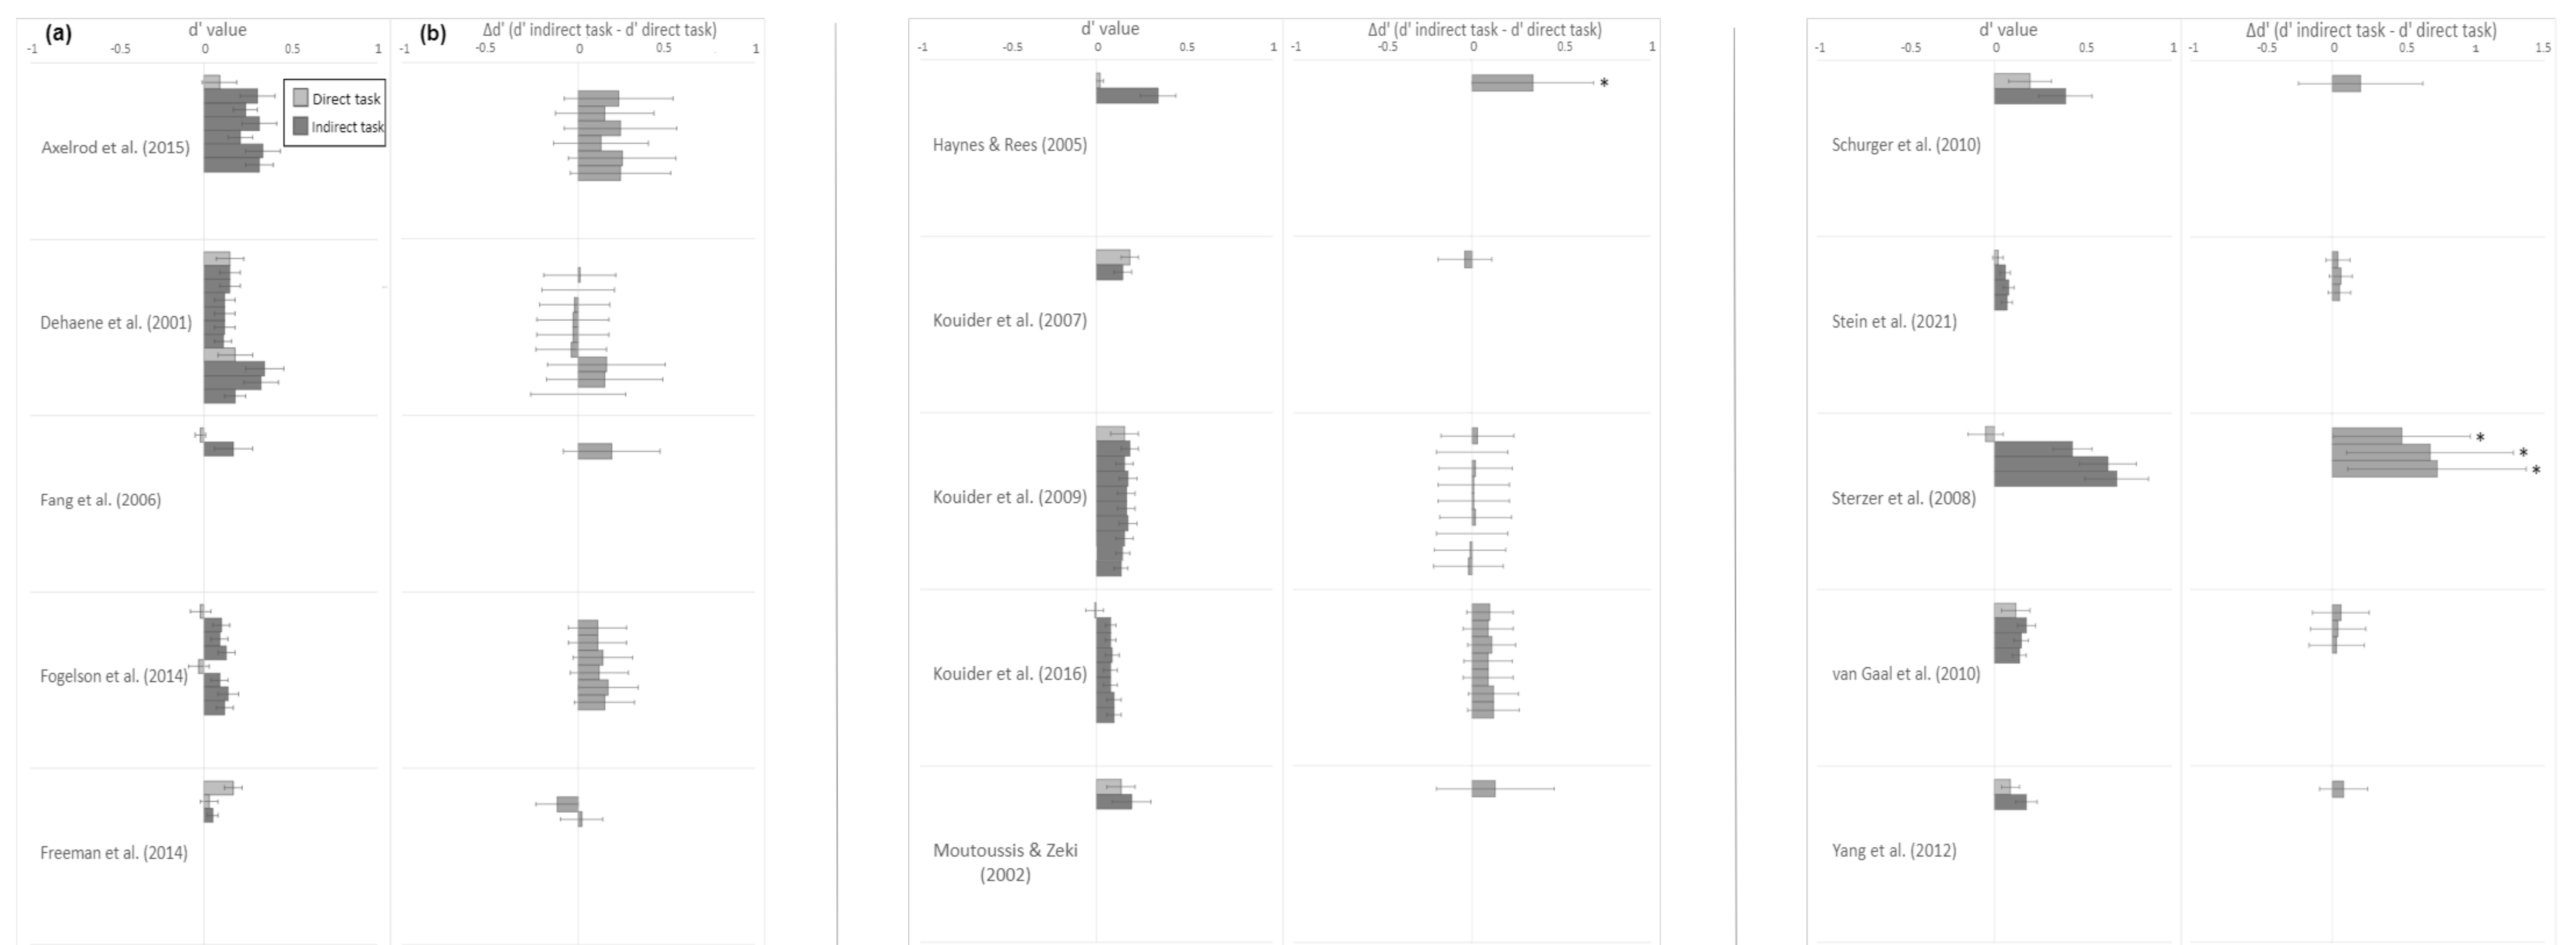 (a)
d' value
-1 -0.5 0 0.5 1
(b)
Δd' (d' indirect task - d' direct task)
-1 -0.5 0 0.5 1
Direct task
Indirect task
Axelrod et al. (2015)
Dehaene et al. (2001)
Fang et al. (2006)
Fogelson et al. (2014)
Freeman et al. (2014)
d' value
-1 -0.5 0 0.5 1
Δd' (d' indirect task - d' direct task)
-1 -0.5 0 0.5 1
Haynes & Rees (2005)
*
Kouider et al. (2007)
Kouider et al. (2009)
Kouider et al. (2016)
Moutoussis & Zeki
(2002)
d' value
-1 -0.5 0 0.5 1
Δd' (d' indirect task - d' direct task)
-1 -0.5 0 0.5 1 1.5
Schurger et al. (2010)
Stein et al. (2021)
Sterzer et al. (2008)
*
*
*
van Gaal et al. (2010)
Yang et al. (2012)